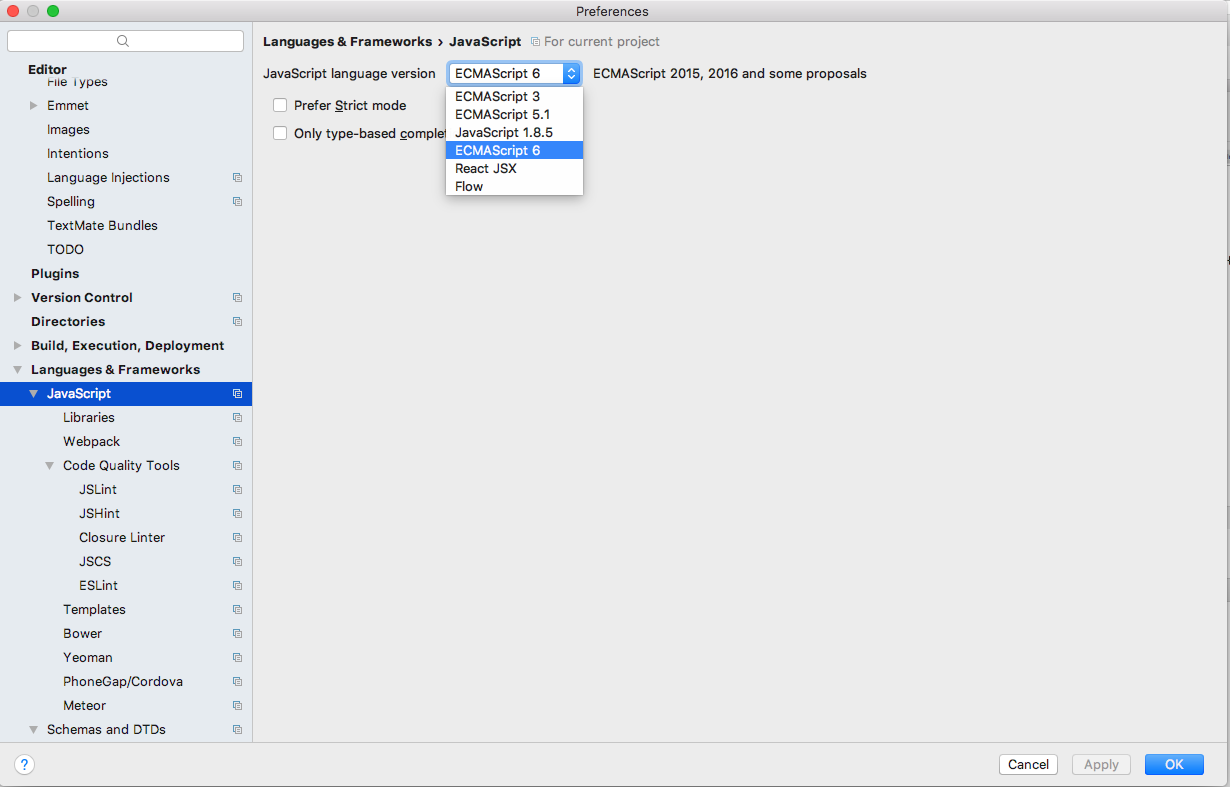 Preferences
Editor
File Types
Emmet
Images
Intentions
Language Injections
Spelling
TextMate Bundles
TODO
Plugins
Version Control
Directories
Build, Execution, Deployment
Languages & Frameworks
JavaScript
Libraries
Webpack
Code Quality Tools
JSLint
JSHint
Closure Linter
JSCS
ESLint
Templates
Bower
Yeoman
PhoneGap/Cordova
Meteor
Schemas and DTDs
Languages & Frameworks › JavaScript For current project
JavaScript language version ECMAScript 6 ECMAScript 2015, 2016 and some proposals
Prefer Strict mode
Only type-based complet
ECMAScript 3
ECMAScript 5.1
JavaScript 1.8.5
ECMAScript 6
React JSX
Flow
?
Cancel Apply OK